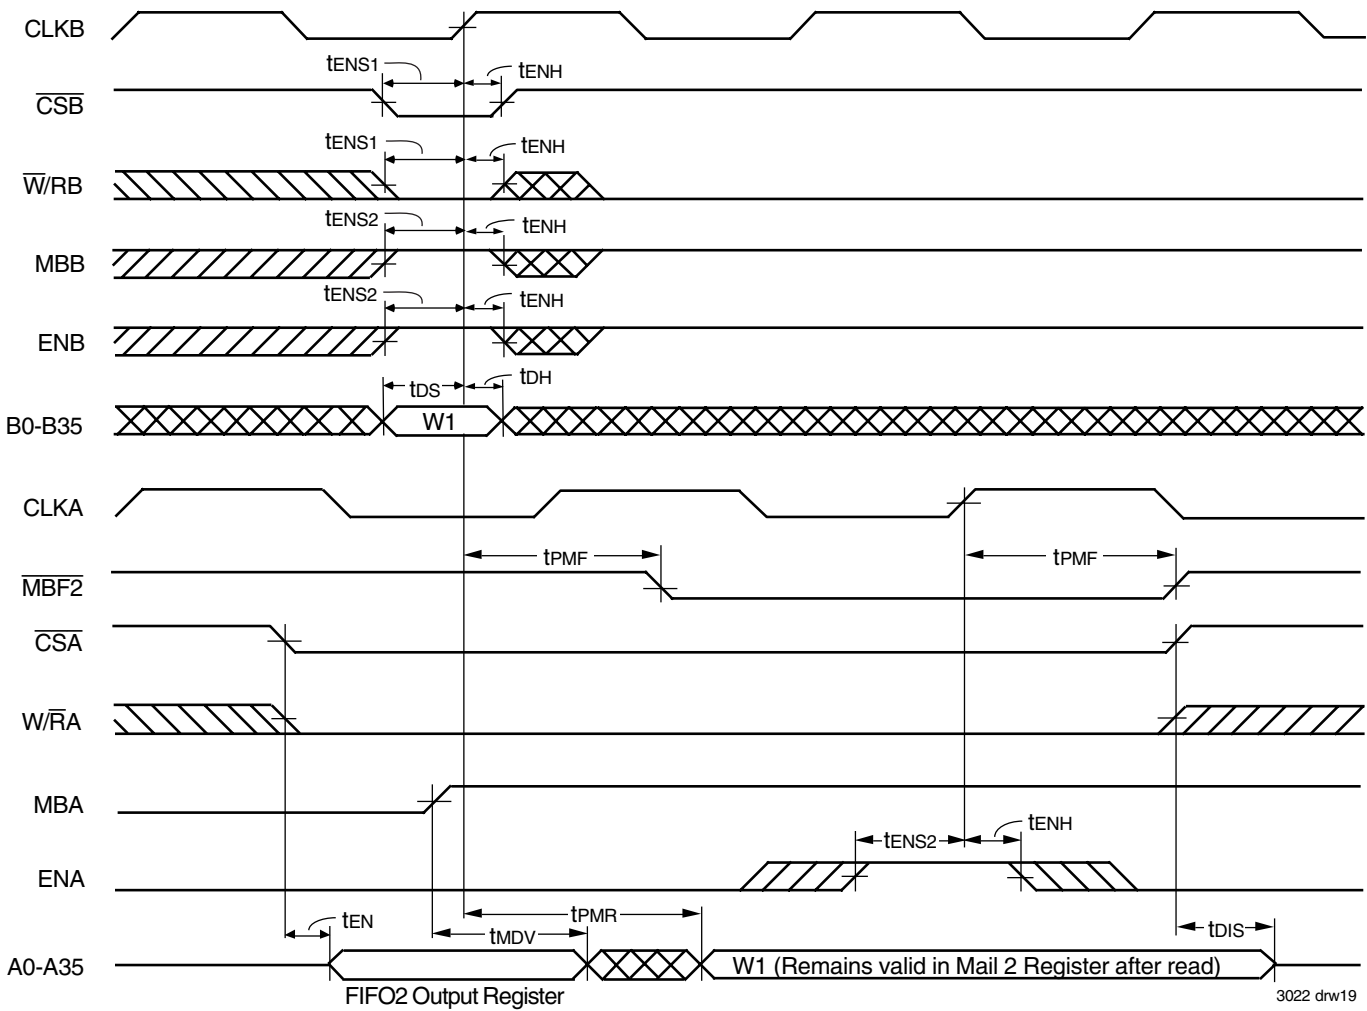 CLKB
tENS1
tENH
CSB
tENS1
tENH
W/RB
tENS2
tENH
MBB
tENS2
tENH
ENB
tDS
tDH
B0-B35
W1
CLKA
tPMF
tPMF
MBF2
CSA
W/RA
MBA
tENS2
tENH
ENA
tEN
tPMR
tMDV
tDIS
A0-A35
W1 (Remains valid in Mail 2 Register after read)
FIFO2 Output Register
3022 drw19